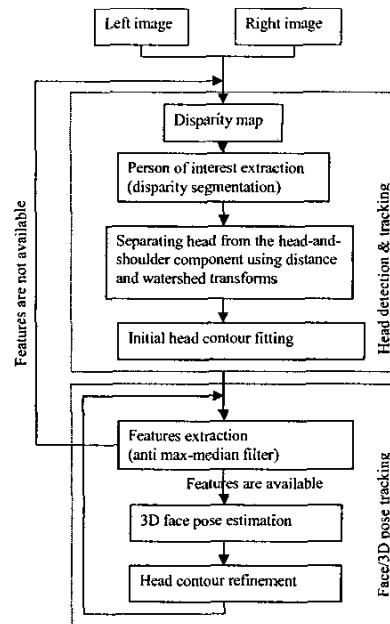 Left image
Right image
Disparity map
Person of interest extraction
(disparity segmentation)
Separating head from the head-and-
shoulder component using distance
and watershed transforms
Initial head contour fitting
Head detection & tracking
Features are not available
Features extraction
(anti max-median filter)
Features are available
3D face pose estimation
Head contour refinement
Face/3D pose tracking